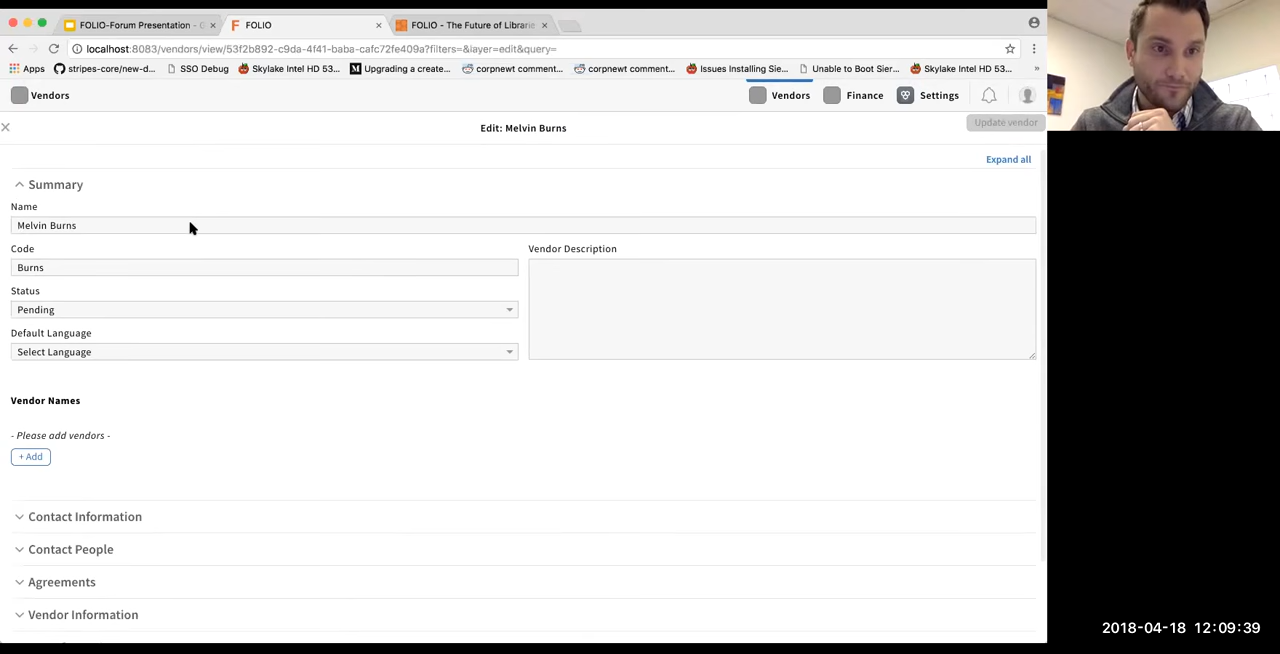 FOLIO-Forum Presentation - G
FOLIO
FOLIO - The Future of Librarie
localhost:8083/vendors/view/53f2b892-c9da-4f41-baba-cafc72fe409a?filters=&layer=edit&query=
Apps
stripes-core/new-d...
SSO Debug
Skylake Intel HD 53...
Upgrading a create...
corpnewt comment...
corpnewt comment...
Issues Installing Sie...
Unable to Boot Sier...
Skylake Intel HD 53...
»
Vendors
Vendors
Finance
Settings
Edit: Melvin Burns
Update vendor
Expand all
Summary
Name
Melvin Burns
Code
Burns
Vendor Description
Status
Pending
Default Language
Select Language
Vendor Names
- Please add vendors -
+ Add
Contact Information
Contact People
Agreements
Vendor Information
2018-04-18 12:09:39